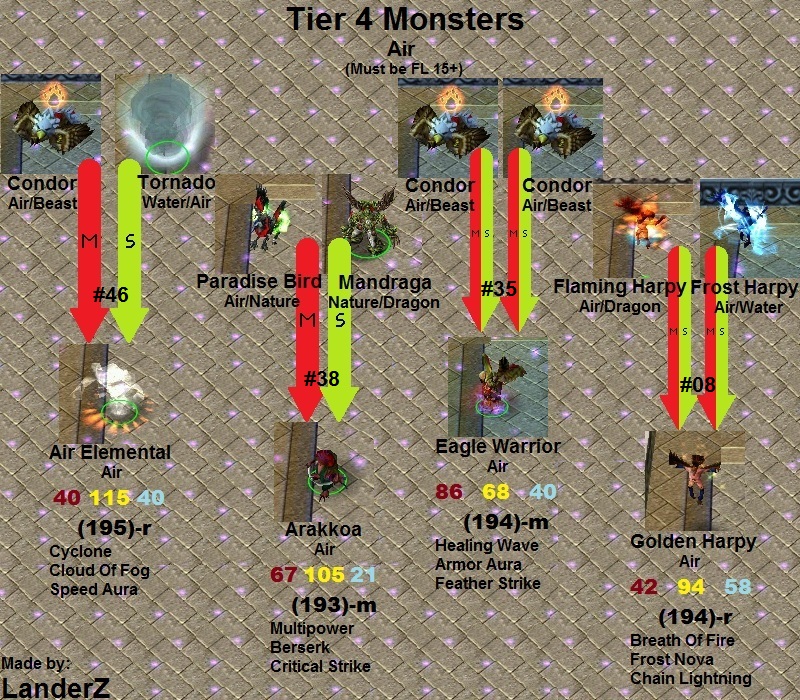 Tier 4 Monsters
Air
(Must be FL 15+)
Condor
Air/Beast
Tornado
Water/Air
M
S
#46
Air Elemental
Air
40 115 40
(195)-r
Cyclone
Cloud Of Fog
Speed Aura
Paradise Bird
Air/Nature
Mandraga
Nature/Dragon
M
S
#38
Arakkoa
Air
67 105 21
(193)-m
Multipower
Berserk
Critical Strike
Condor
Air/Beast
Condor
Air/Beast
M S
M S
#35
Eagle Warrior
Air
86 68 40
(194)-m
Healing Wave
Armor Aura
Feather Strike
Flaming Harpy
Air/Dragon
Frost Harpy
Air/Water
M S
M S
#08
Golden Harpy
Air
42 94 58
(194)-r
Breath Of Fire
Frost Nova
Chain Lightning
Made by:
LanderZ